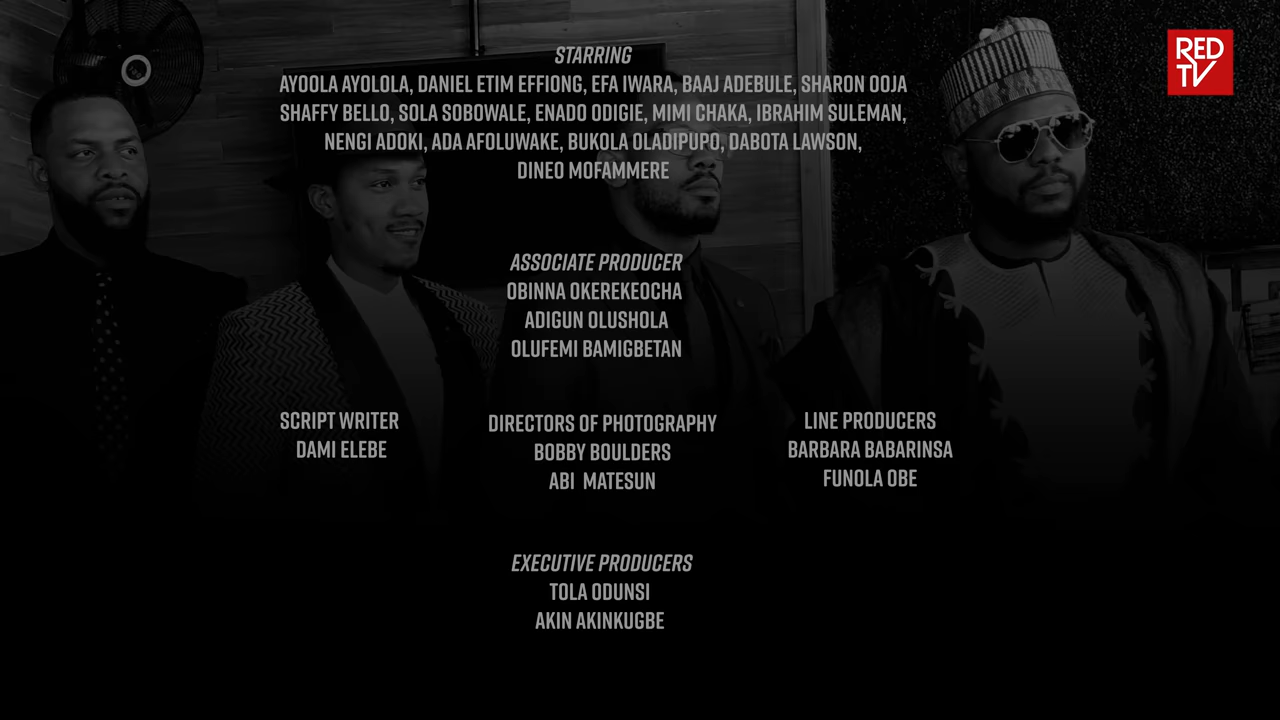 RED
TV
STARRING
AYOOLA AYOLOLA, DANIEL ETIM EFFIONG, EFA IWARA, BAAJ ADEBULE, SHARON OOJA
SHAFFY BELLO, SOLA SOBOWALE, ENADO ODIGIE, MIMI CHAKA, IBRAHIM SULEMAN,
NENGI ADOKI, ADA AFOLUWAKE, BUKOLA OLADIPUPO, DABOTA LAWSON,
DINEO MOFAMMERE
ASSOCIATE PRODUCER
OBINNA OKEREKEOCHA
ADIGUN OLUSHOLA
OLUFEMI BAMIGBETAN
SCRIPT WRITER
DAMI ELEBE
DIRECTORS OF PHOTOGRAPHY
BOBBY BOULDERS
ABI MATESUN
LINE PRODUCERS
BARBARA BABARINSA
FUNOLA OBE
EXECUTIVE PRODUCERS
TOLA ODUNSI
AKIN AKINKUGBE